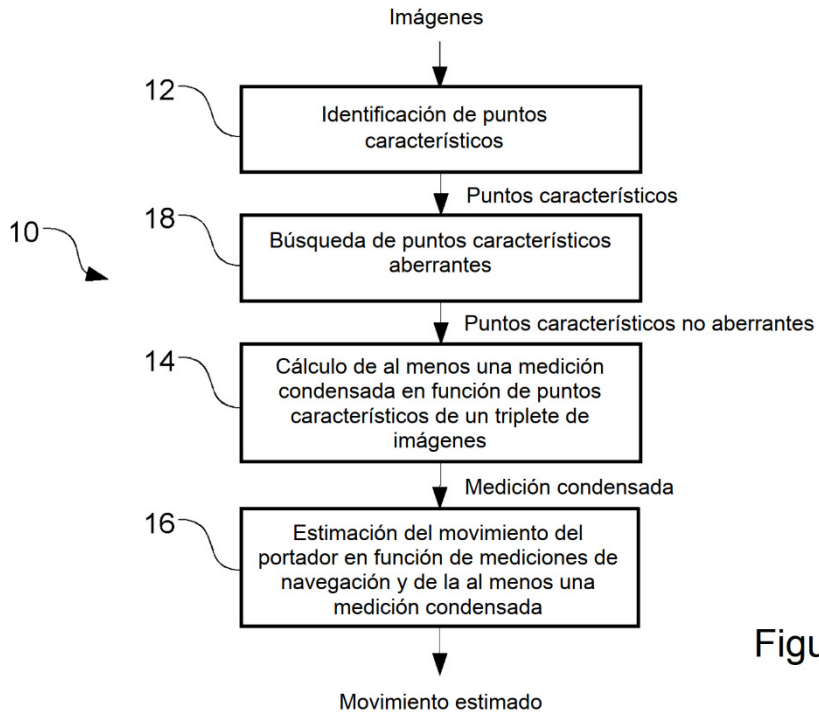 Imágenes
12
Identificación de puntos
característicos
Puntos característicos
10
18
Búsqueda de puntos característicos
aberrantes
Puntos característicos no aberrantes
14
Cálculo de al menos una medición
condensada en función de puntos
característicos de un triplete de
imágenes
Medición condensada
16
Estimación del movimiento del
portador en función de mediciones de
navegación y de la al menos una
medición condensada
Movimiento estimado